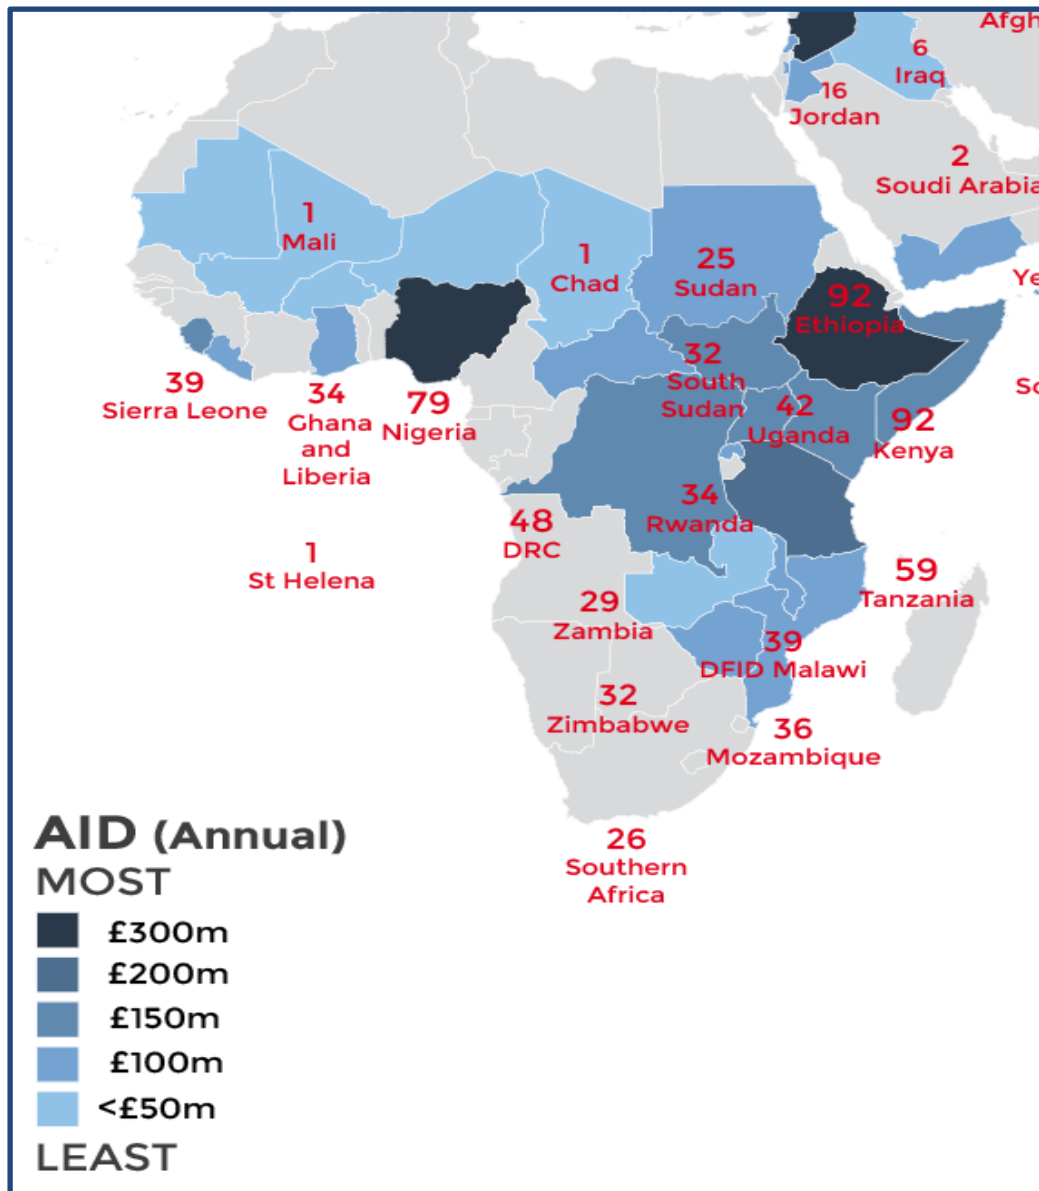 Afgh
6
Iraq
16
Jordan
2
Soudi Arabia
1
Mali
1
Chad
25
Sudan
Ye
92
Ethiopia
32
South
Sudan
42
Uganda
92
Kenya
So
39
Sierra Leone
34
Ghana
and
Liberia
79
Nigeria
48
DRC
34
Rwanda
1
St Helena
59
Tanzania
29
Zambia
39
DFID Malawi
32
Zimbabwe
36
Mozambique
26
Southern
Africa
AID (Annual)
MOST
£300m
£200m
£150m
£100m
<£50m
LEAST